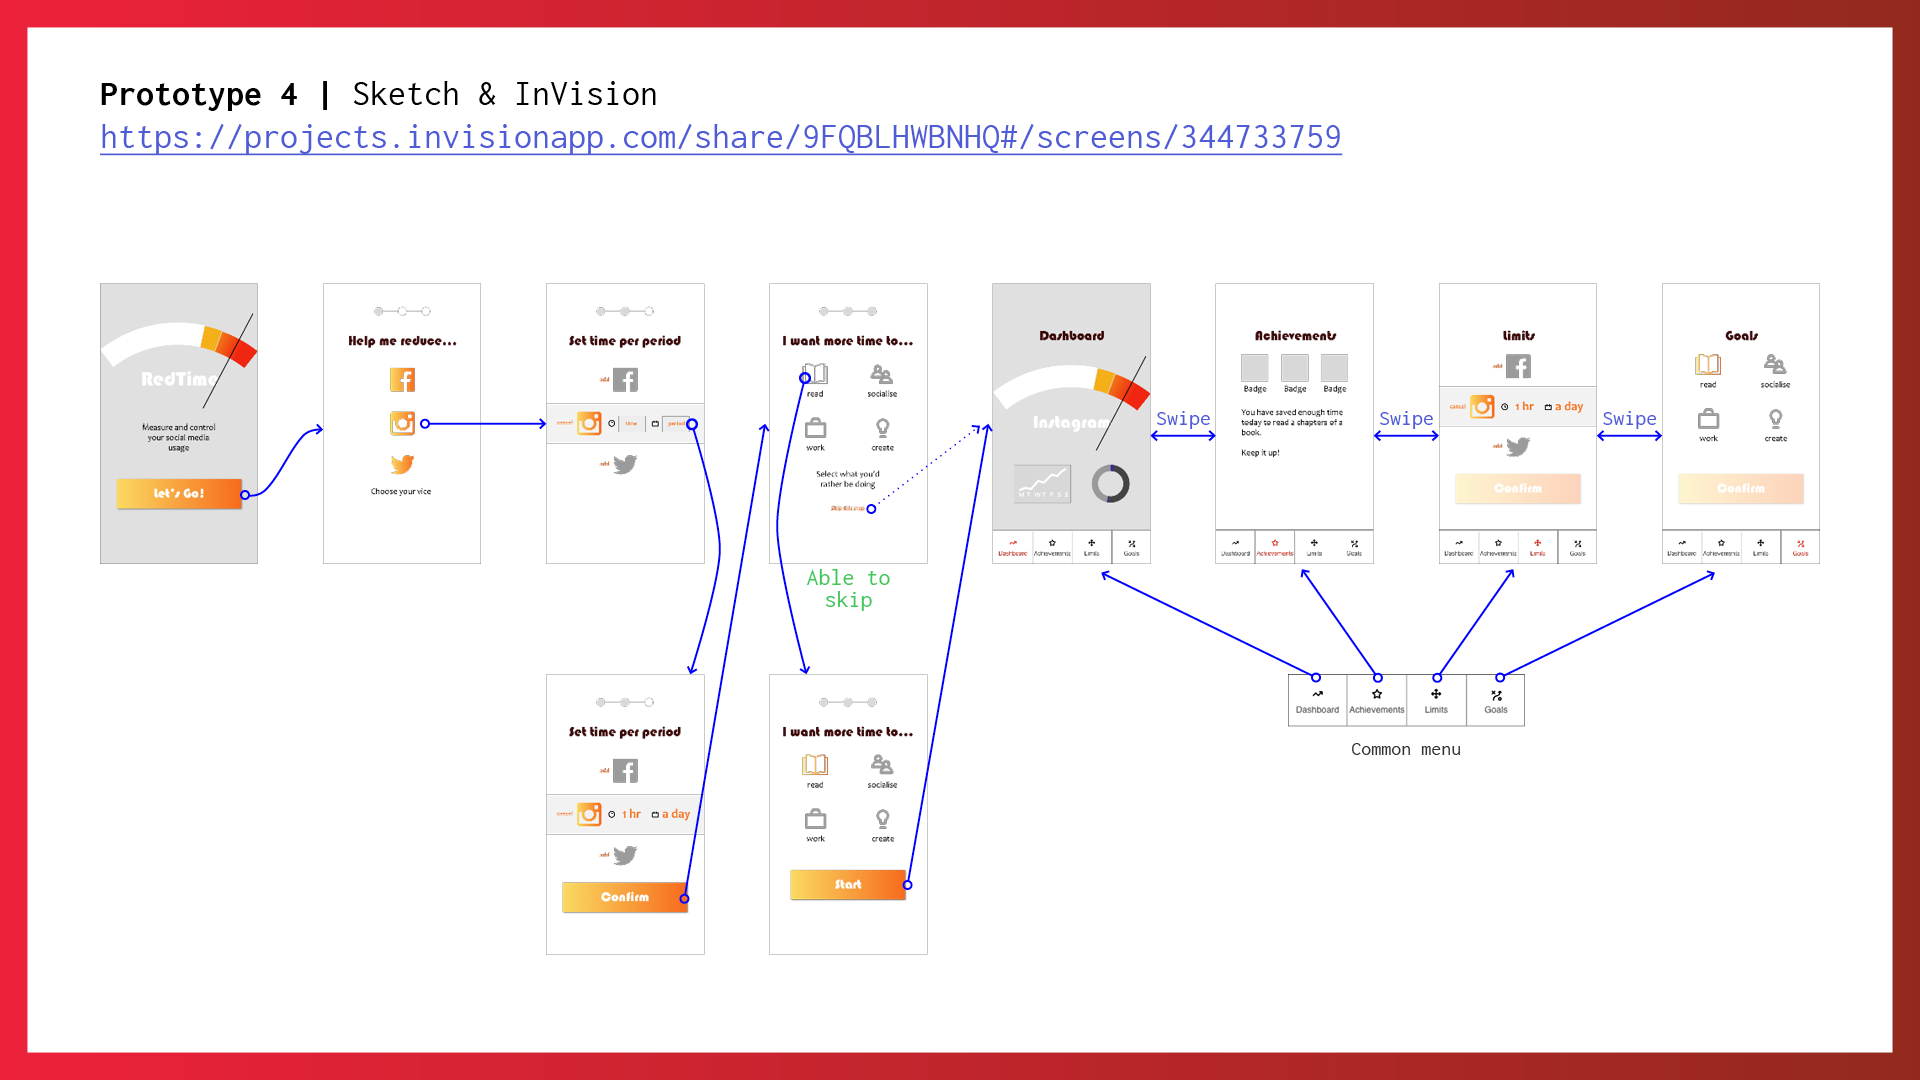 Prototype 4 | Sketch & InVision
https://projects.invisionapp.com/share/9FQBLHWBNHQ#/screens/344733759
RedTime
Measure and control
your social media
usage
Let's Go!
Help me reduce...
Choose your vice
Set time per period
add
cancel
time
period
add
I want more time to...
read
socialise
work
create
Select what you'd
rather be doing
Skip this step
Able to
skip
Dashboard
Instagram
M T W T F S S
Dashboard
Achievements
Limits
Goals
Swipe
Achievements
Badge
Badge
Badge
You have saved enough time
today to read a chapters of a
book.
Keep it up!
Dashboard
Achievements
Limits
Goals
Swipe
Limits
add
cancel
1 hr
a day
add
Confirm
Dashboard
Achievements
Limits
Goals
Swipe
Goals
read
socialise
work
create
Confirm
Dashboard
Achievements
Limits
Goals
Set time per period
add
cancel
1 hr
a day
add
Confirm
I want more time to...
read
socialise
work
create
Start
Dashboard
Achievements
Limits
Goals
Common menu